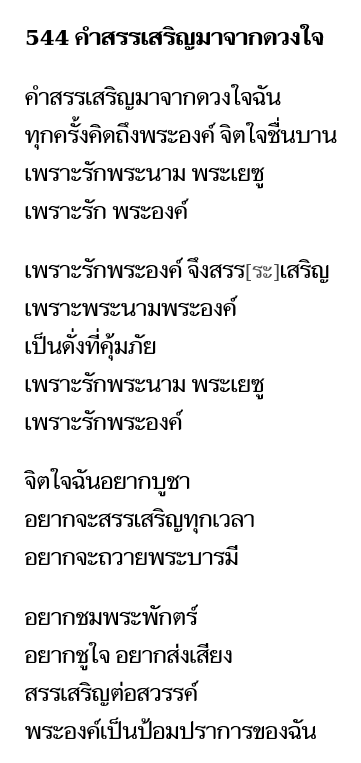 544 คำสรรเสริญมาจากดวงใจ
คำสรรเสริญมาจากดวงใจฉัน
ทุกครั้งคิดถึงพระองค์ จิตใจชื่นบาน
เพราะรักพระนาม พระเยซู
เพราะรัก พระองค์
เพราะรักพระองค์ จึงสรร[ระ]เสริญ
เพราะพระนามพระองค์
เป็นดั่งที่คุ้มภัย
เพราะรักพระนาม พระเยซู
เพราะรักพระองค์
จิตใจฉันอยากบูชา
อยากจะสรรเสริญทุกเวลา
อยากจะถวายพระบารมี
อยากชมพระพักตร์
อยากชูใจ อยากส่งเสียง
สรรเสริญต่อสวรรค์
พระองค์เป็นป้อมปราการของฉัน